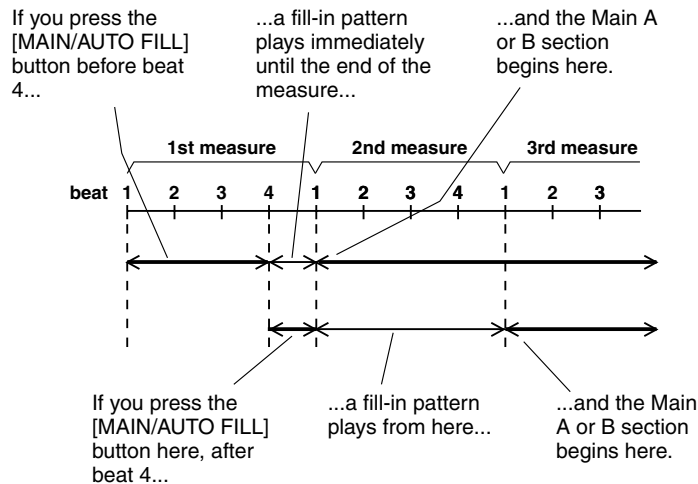 If you press the
[MAIN/AUTO FILL]
button before beat
4...
...a fill-in pattern
plays immediately
until the end of the
measure...
...and the Main A
or B section
begins here.
1st measure 2nd measure 3rd measure
beat 1 2 3 4 1 2 3 4 1 2 3
If you press the
[MAIN/AUTO FILL]
button here, after
beat 4...
...a fill-in pattern
plays from here...
...and the Main
A or B section
begins here.